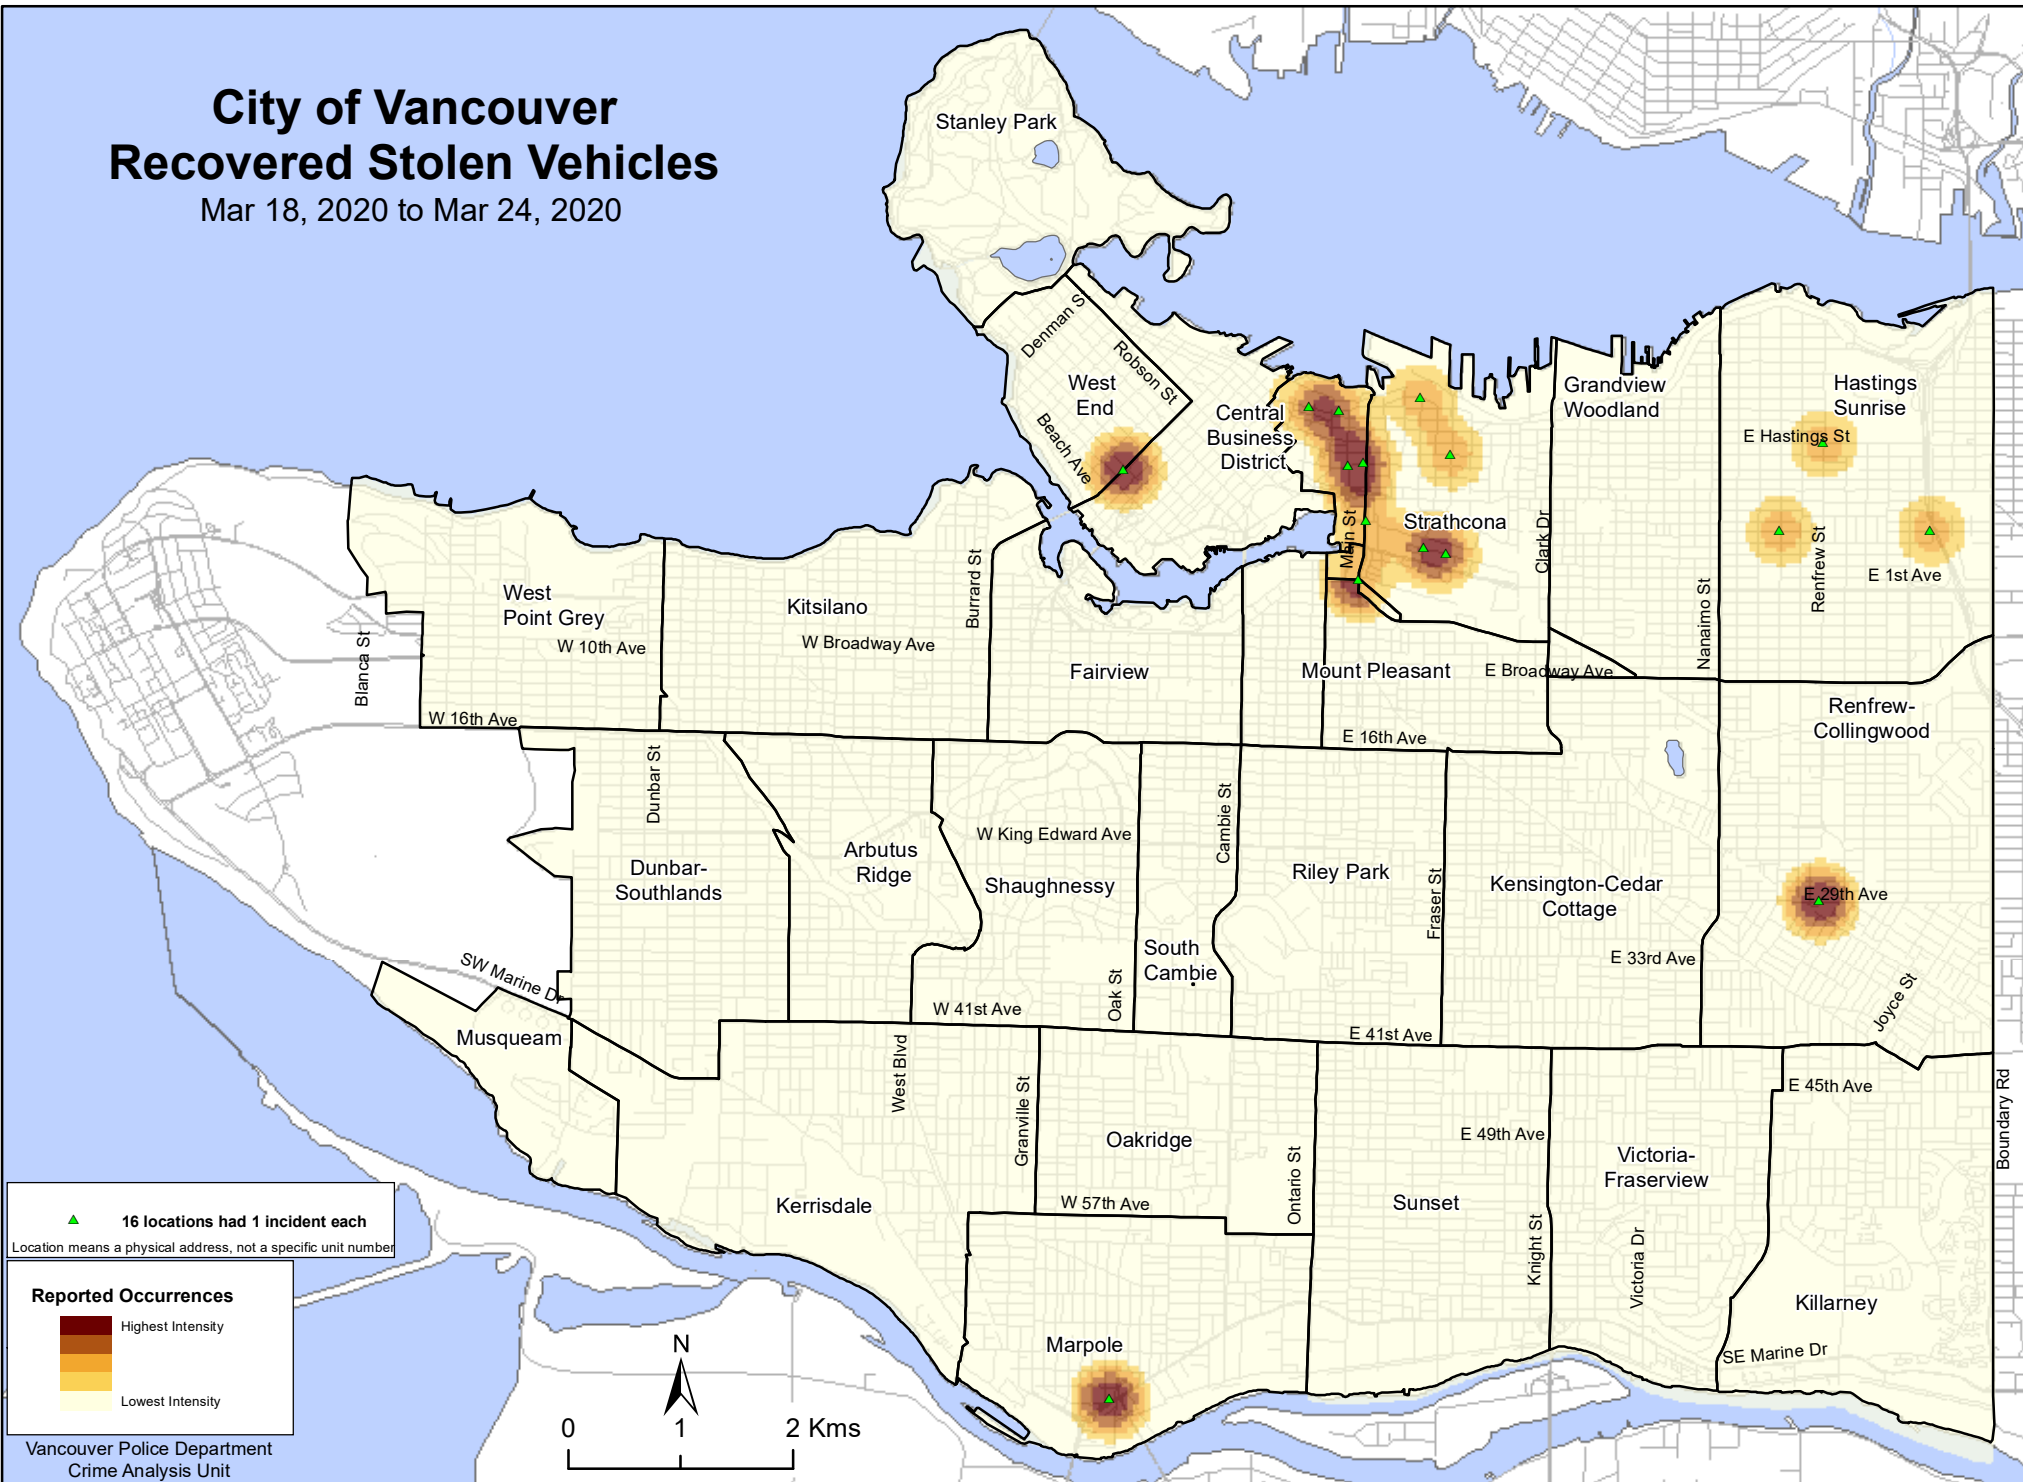 City of Vancouver
Recovered Stolen Vehicles
Mar 18, 2020 to Mar 24, 2020
Stanley Park
Denman S
Robson St
West
End
Beach Ave
Central
Business
District
Grandview
Woodland
Hastings
Sunrise
E Hastings St
Main St
Strathcona
Clark Dr
Renfrew St
E 1st Ave
Nanaimo St
West
Point Grey
W 10th Ave
Blanca St
W 16th Ave
Kitsilano
W Broadway Ave
Burrard St
Fairview
Mount Pleasant
E Broadway Ave
E 16th Ave
Renfrew-
Collingwood
Dunbar St
Dunbar-
Southlands
Arbutus
Ridge
W King Edward Ave
Shaughnessy
Cambie St
South
Cambie
Oak St
W 41st Ave
Riley Park
Fraser St
Kensington-Cedar
Cottage
E 33rd Ave
E 29th Ave
Joyce St
E 41st Ave
SW Marine Dr
Musqueam
West Blvd
Granville St
Kerrisdale
Oakridge
W 57th Ave
Ontario St
Sunset
E 49th Ave
Knight St
Victoria-
Fraserview
Victoria Dr
E 45th Ave
Boundary Rd
Killarney
SE Marine Dr
Marpole
16 locations had 1 incident each
Location means a physical address, not a specific unit number
Reported Occurrences
Highest Intensity
Lowest Intensity
Vancouver Police Department
Crime Analysis Unit
N
0 1 2 Kms